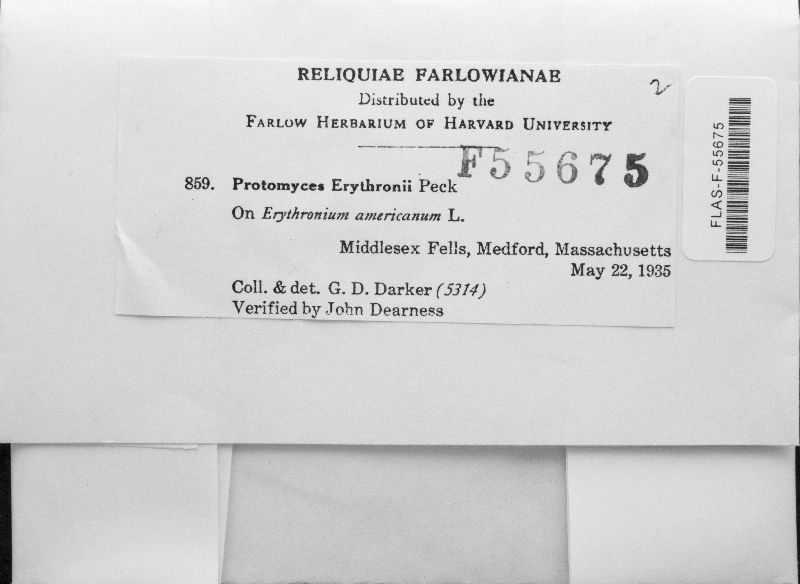 RELIQUIAE FARLOWIANAE
2
Distributed by the
FARLOW HERBARIUM OF HARVARD UNIVERSITY
F55675
859. Protomyces Erythronii Peck
On Erythronium americanum L.
Middlesex Fells, Medford, Massachusetts
May 22, 1935
Coll. & det. G. D. Darker (5314)
Verified by John Dearness
FLAS-F-55675